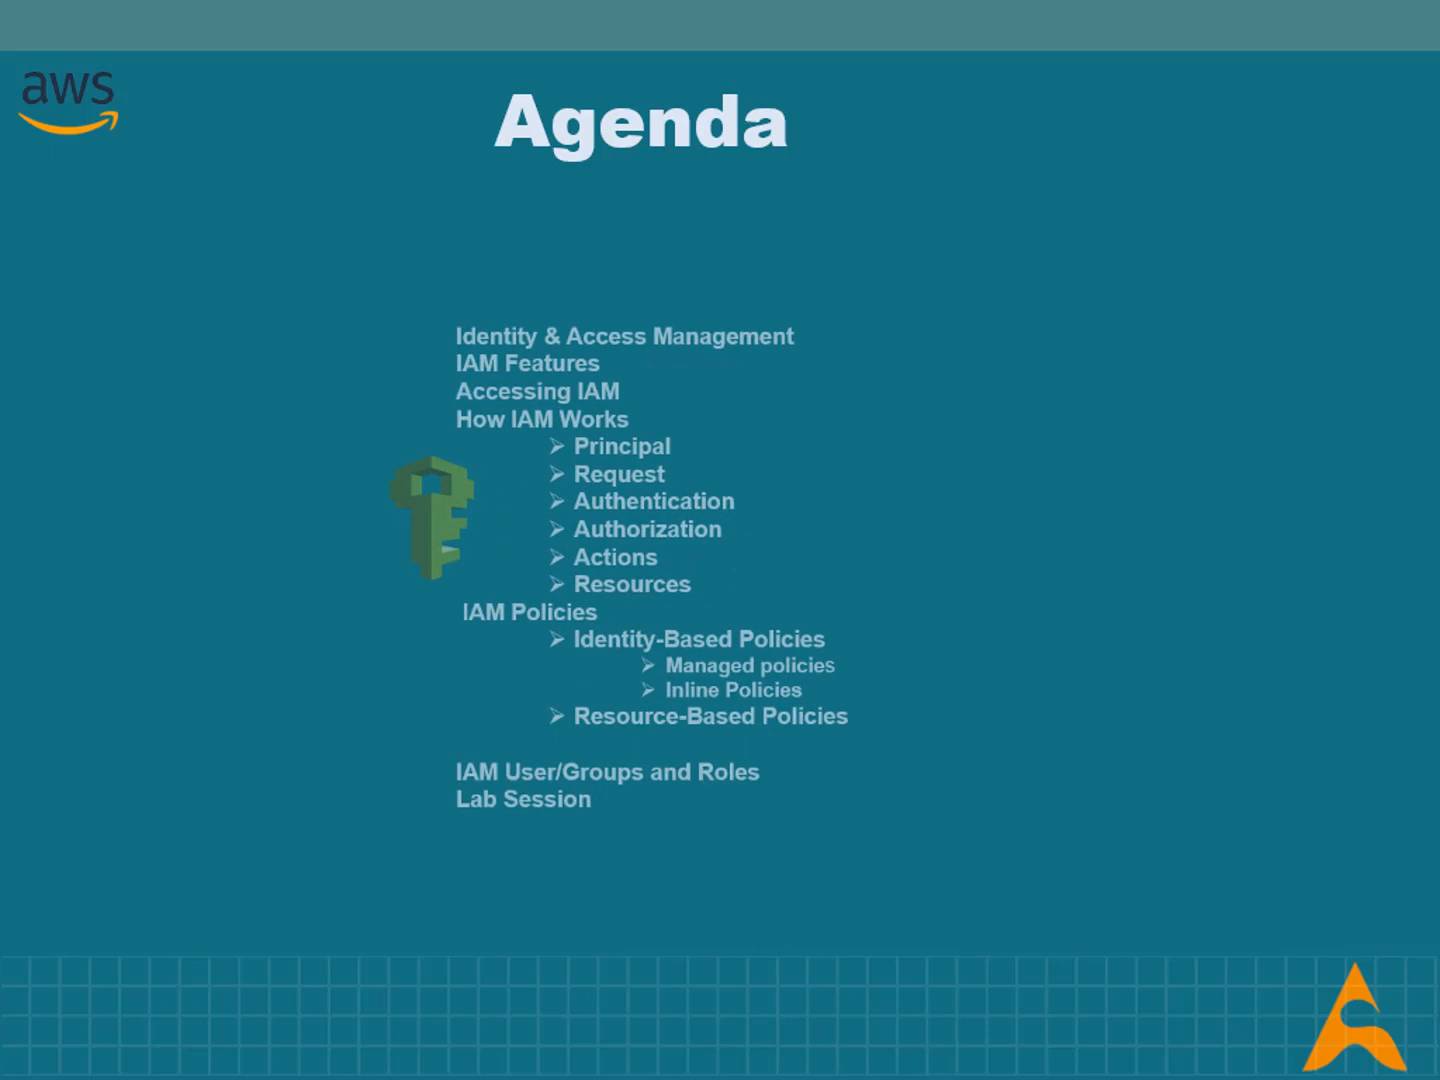 aws
Agenda
Identity & Access Management
IAM Features
Accessing IAM
How IAM Works
➢ Principal
➢ Request
➢ Authentication
➢ Authorization
➢ Actions
➢ Resources
IAM Policies
➢ Identity-Based Policies
➢ Managed policies
➢ Inline Policies
➢ Resource-Based Policies
IAM User/Groups and Roles
Lab Session